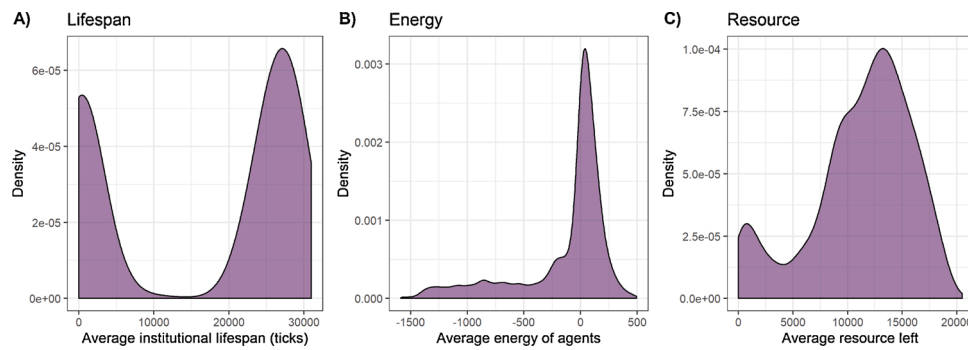 A) Lifespan
6e-05
4e-05
2e-05
0e+00
Density
0 10000 20000 30000
Average institutional lifespan (ticks)
B) Energy
0.003
0.002
0.001
0.000
Density
-1500 -1000 -500 0 500
Average energy of agents
C) Resource
1.0e-04
7.5e-05
5.0e-05
2.5e-05
0.0e+00
Density
0 5000 10000 15000 20000
Average resource left